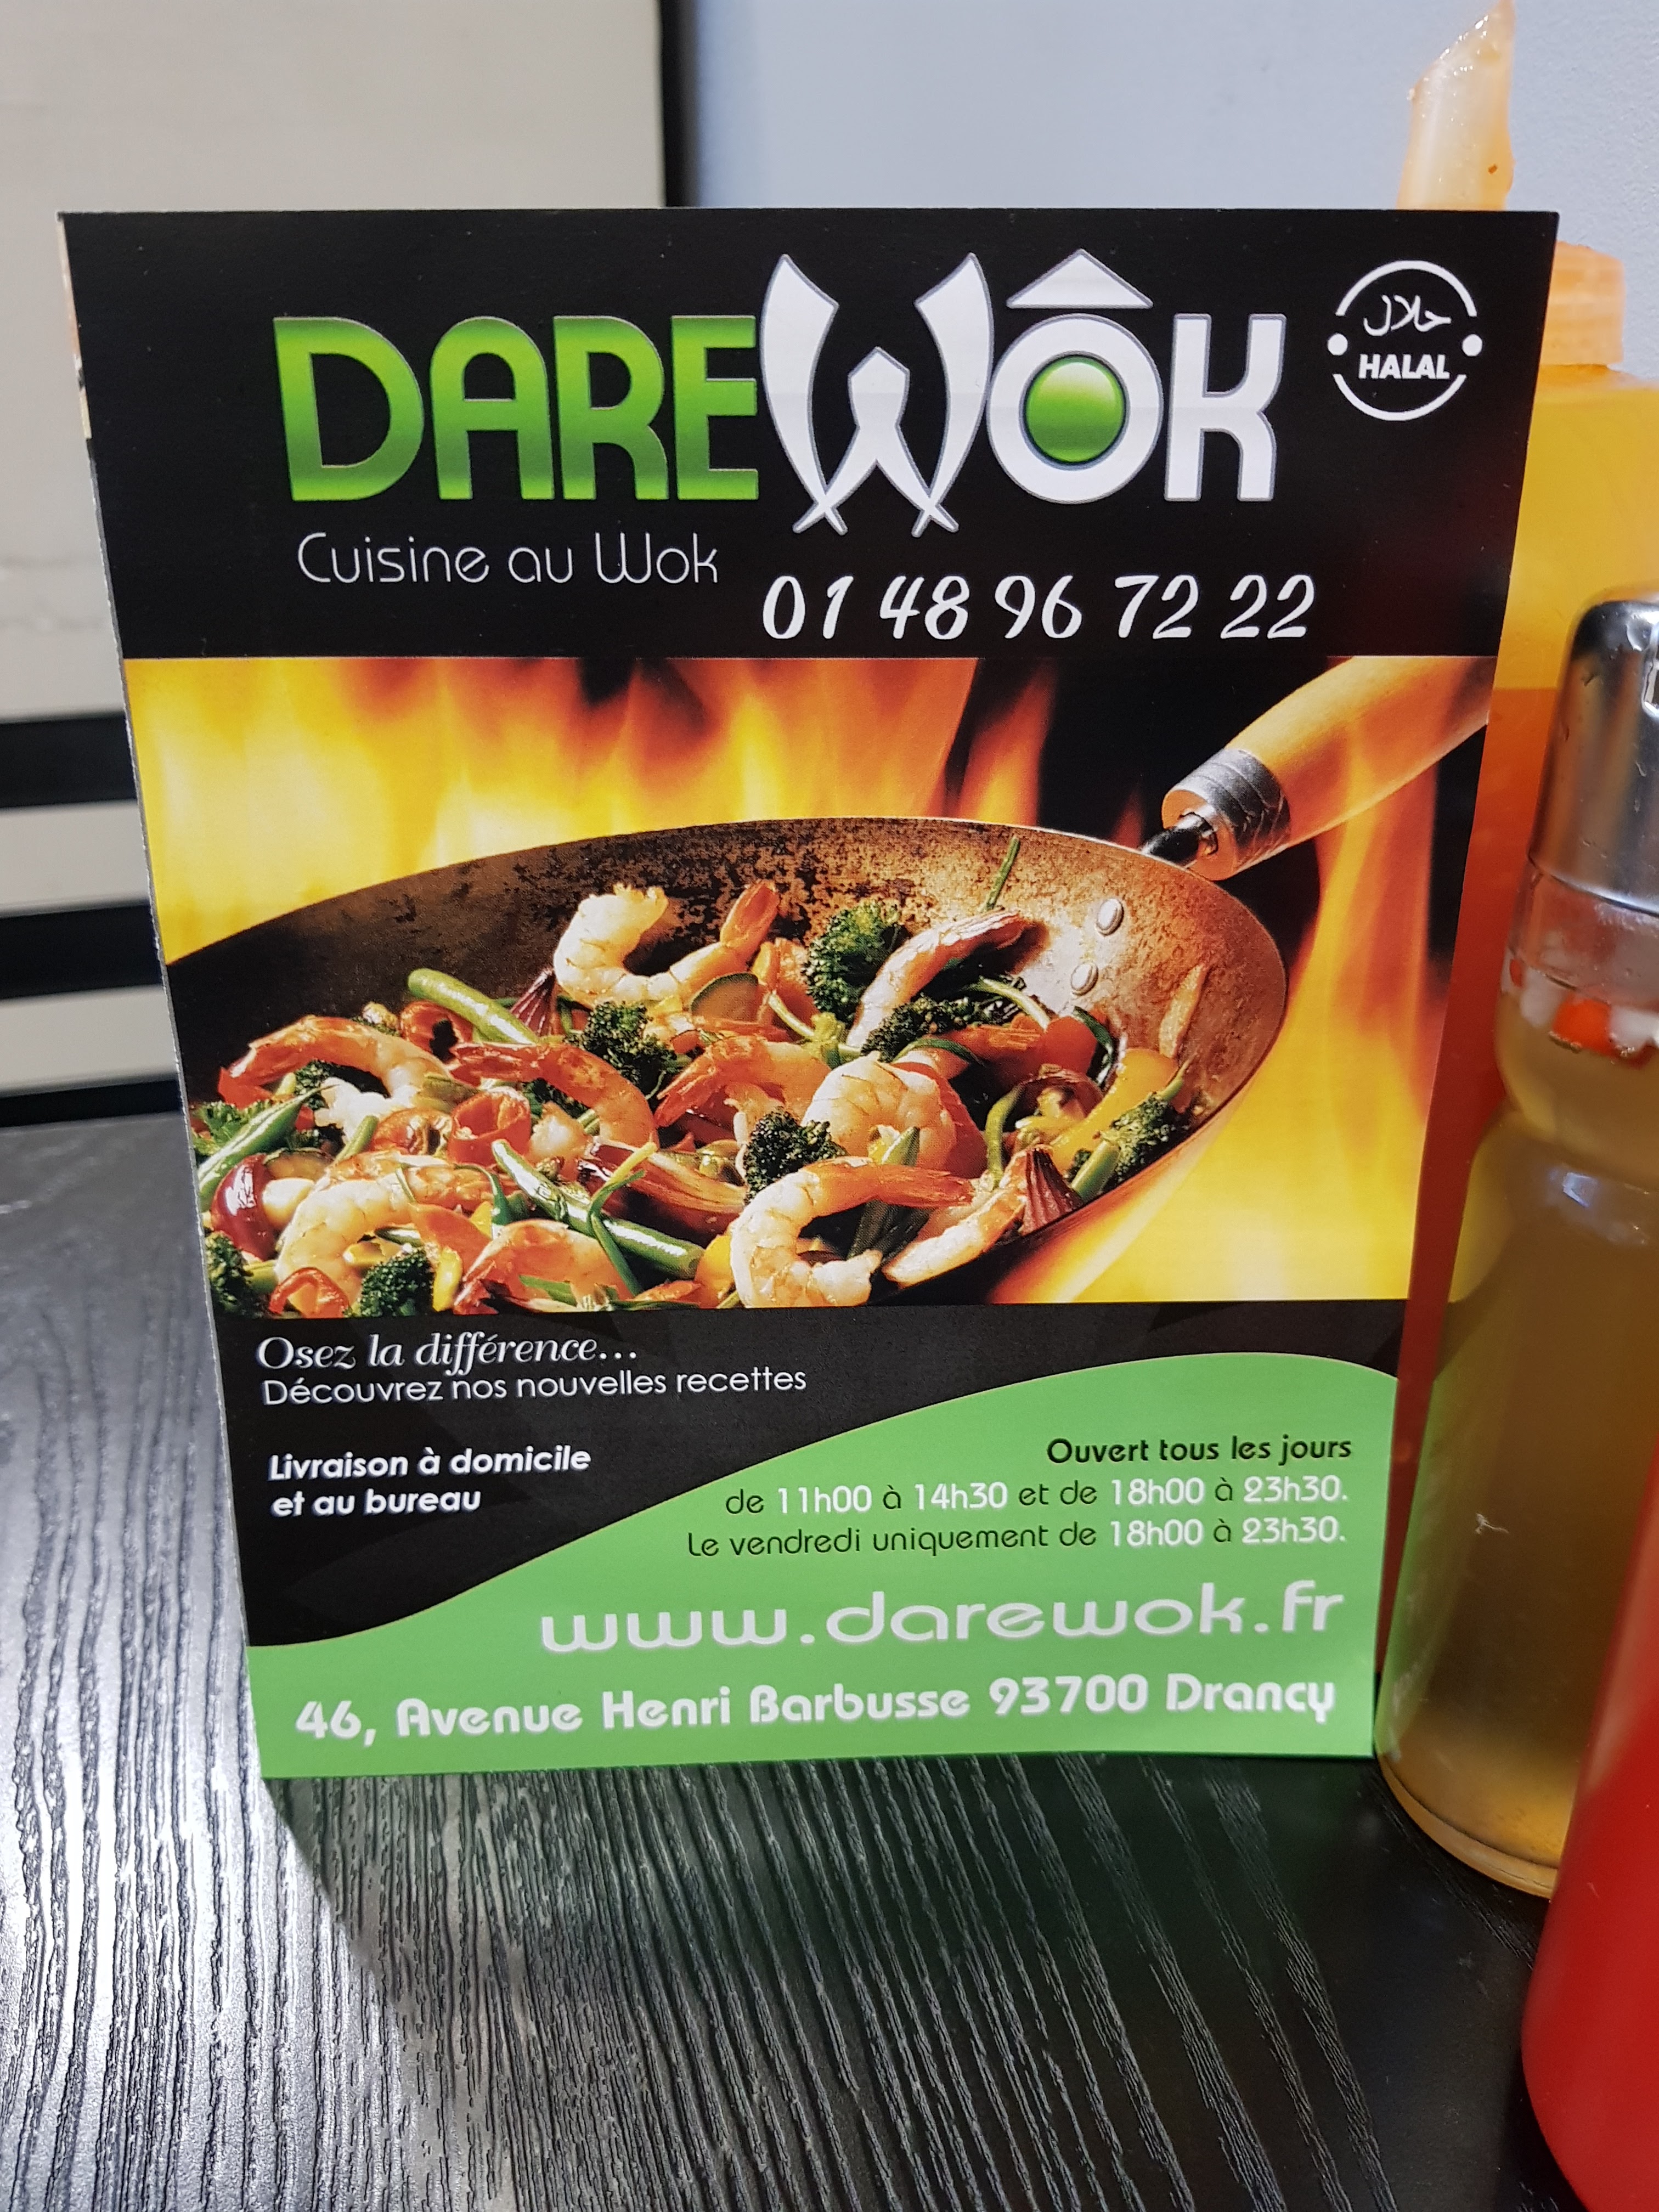 DAREWÔK
حلال
HALAL
Cuisine au Wok
01 48 96 72 22
Osez la différence...
Découvrez nos nouvelles recettes
Livraison à domicile
et au bureau
Ouvert tous les jours
de 11h00 à 14h30 et de 18h00 à 23h30.
Le vendredi uniquement de 18h00 à 23h30.
www.darewok.fr
46, Avenue Henri Barbusse 93700 Drancy